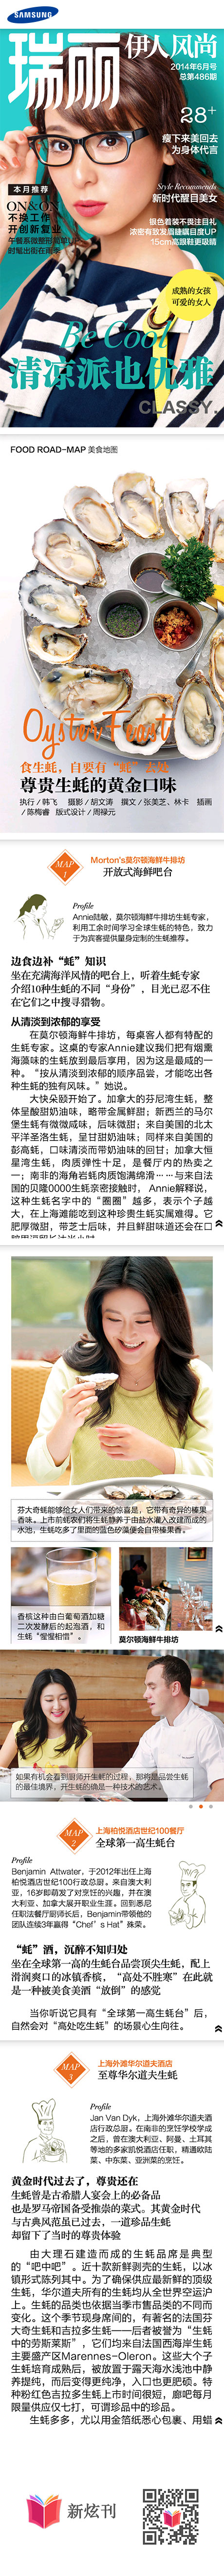 SAMSUNG
瑞丽
伊人风尚
2014年6月号
总第486期
28+
瘦下来美回去
为身体代言
本月推荐
ON&ON
不换工作
开创新复业
Style Recommends
新时代醒目美女
银色着装不畏注目礼
浓密有致发眉睫瞩目度UP
15cm高跟鞋更吸睛
成熟的女孩
可爱的女人
Be Cool
清凉派也优雅
CLASSY.
FOOD ROAD-MAP 美食地图
Oyster Feast
食生蚝，自要有“蚝”去处
尊贵生蚝的黄金口味
执行／韩飞 摄影／胡文涛 撰文／张美芝、林卡 插画
／陈梅睿 版式设计／周禄元
MAP
1
Morton's莫尔顿海鲜牛排坊
开放式海鲜吧台
Profile
Annie陆敏，莫尔顿海鲜牛排坊生蚝专家，
利用工余时间学习全球生蚝的特色，致力
于为宾客提供量身定制的生蚝推荐。
边食边补“蚝”知识
坐在充满海洋风情的吧台上，听着生蚝专家
介绍10种生蚝的不同“身份”，目光已忍不住
在它们之中搜寻猎物。
从清淡到浓郁的享受
在莫尔顿海鲜牛排坊，每桌客人都有特配的
生蚝专家。这桌的专家Annie建议我们把有烟熏
海藻味的生蚝放到最后享用，因为这是最咸的一
种。“按从清淡到浓郁的顺序品尝，才能吃出各
种生蚝的独有风味。”她说。
大快朵颐开始了。加拿大的芬尼湾生蚝，整
体呈酸甜奶油味，略带金属鲜甜；新西兰的马尔
堡生蚝有微微咸味，后味微甜；来自美国的北太
平洋圣洛生蚝，呈甘甜奶油味；同样来自美国的
彭高蚝，口味清淡而带奶油味的回甘；加拿大恒
星湾生蚝，肉质弹性十足，是餐厅内的热卖之
一；南非的海角岩蚝肉质饱满绵滑……与来自法
国的贝隆0000生蚝亲密接触时，Annie解释说，
这种生蚝名字中的“圈圈”越多，表示个子越
大，在上海难能吃到这种珍贵生蚝实属难得。它
肥厚微甜，带芝士后味，并且鲜甜味道还会在口
芬大奇蚝能够给女人们带来的惊喜是，它带有奇异的榛果
香味。上市前蚝农们将生蚝静养于由盐水灌入改建而成的
水池，生蚝吃多了里面的蓝色矽藻便会自带榛果香。
香槟这种由白葡萄酒加糖
二次发酵后的起泡酒，和
生蚝“惺惺相惜”。
莫尔顿海鲜牛排坊
如果有机会看到厨师开生蚝的过程，那将是品尝生蚝
的最佳境界，开生蚝的确是一种技术的艺术。
MAP
2
上海柏悦酒店世纪100餐厅
全球第一高生蚝台
Profile
Benjamin Attwater，于2012年出任上海
柏悦酒店世纪100行政总厨。来自澳大利
亚，16岁即萌发了对烹饪的兴趣，并在澳
大利亚、加拿大展开职业生涯。回到悉尼
任职法餐厅厨师长后，Benjamin带领他的
团队连续3年赢得“Chef’s Hat”殊荣。
“蚝”酒，沉醉不知归处
坐在全球第一高的生蚝台品尝顶尖生蚝，配上
滑润爽口的冰镇香槟，“高处不胜寒”在此就
是一种被美食美酒“放倒”的感觉
当你听说它具有“全球第一高生蚝台”后，
自然会对“高处吃生蚝”的场景心生向往。
MAP
3
上海外滩华尔道夫酒店
至尊华尔道夫生蚝
Profile
Jan Van Dyk，上海外滩华尔道夫酒
店行政总厨。在南非的烹饪学校学成
之后，曾在澳大利亚、阿曼、土耳其
等地的多家凯悦酒店任职，精通欧陆
菜、中东菜、亚洲菜的烹饪。
黄金时代过去了，尊贵还在
生蚝曾是古希腊人宴会上的必备品
也是罗马帝国备受推崇的菜式。其黄金时代
与古典风范虽已过去，一道珍品生蚝
却留下了当时的尊贵体验
由大理石建造而成的生蚝品席是典型
的“吧中吧”。近十款新鲜剥壳的生蚝，以冰
镇形式陈列其中。为了确保供应最新鲜的顶级
生蚝，华尔道夫所有的生蚝均从全世界空运沪
上。生蚝的品类也依据当季市售品类的不同而
变化。这个季节现身席间的，有著名的法国芬
大奇生蚝和吉拉多生蚝——后者被誉为“生蚝
中的劳斯莱斯”，它们均来自法国西海岸生蚝
主要盛产区Marennes-Oleron。这些大个子
生蚝培育成熟后，被放置于露天海水浅池中静
养提纯，而后变得更纯净，入口也更肥硕。特
种粉红色吉拉多生蚝上市时间很短，廊吧每月
限量供应仅七打，可谓珍品中的珍品。
生蚝多多，尤以用金箔纸悉心包裹、用蜡
新炫刊